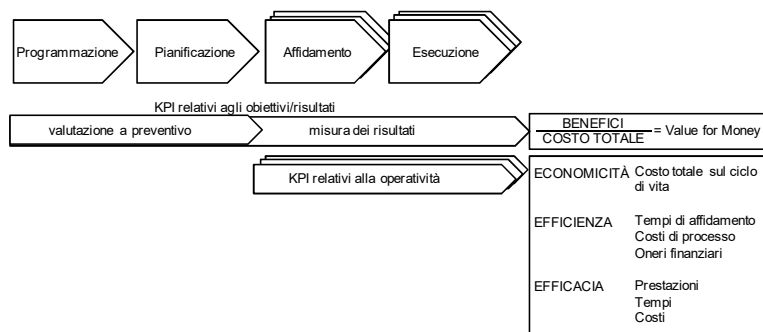 Programmazione
Pianificazione
Affidamento
Esecuzione
KPI relativi agli obiettivi/risultati
valutazione a preventivo
misura dei risultati
BENEFICI
COSTO TOTALE
= Value for Money
KPI relativi alla operatività
ECONOMICITÀ Costo totale sul ciclo
di vita
EFFICIENZA Tempi di affidamento
Costi di processo
Oneri finanziari
EFFICACIA Prestazioni
Tempi
Costi